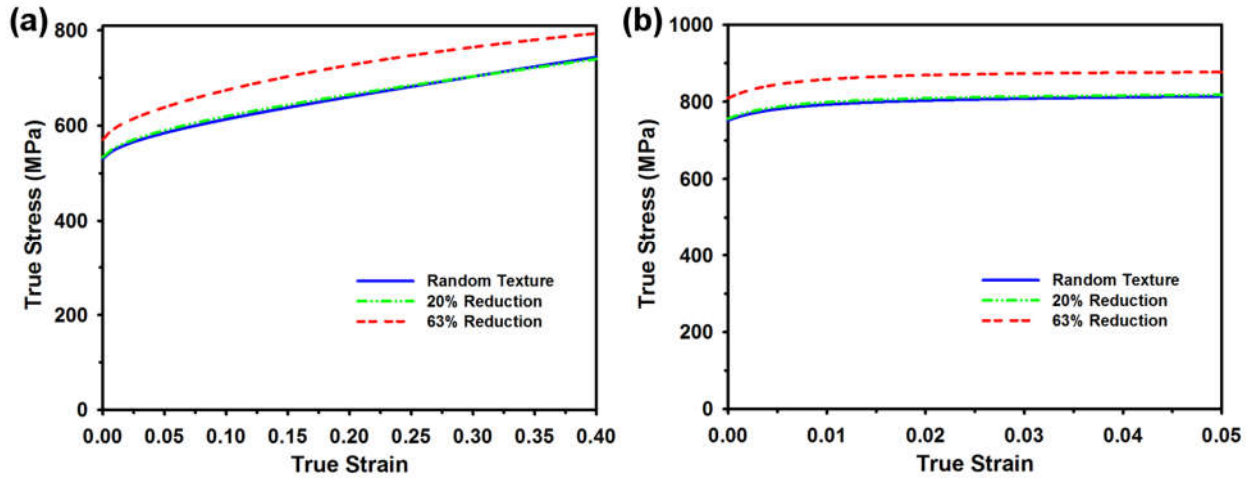 (a)
800
600
400
200
0
True Stress (MPa)
Random Texture
20% Reduction
63% Reduction
0.00 0.05 0.10 0.15 0.20 0.25 0.30 0.35 0.40
True Strain
(b)
1000
800
600
400
200
0
True Stress (MPa)
Random Texture
20% Reduction
63% Reduction
0.00 0.01 0.02 0.03 0.04 0.05
True Strain